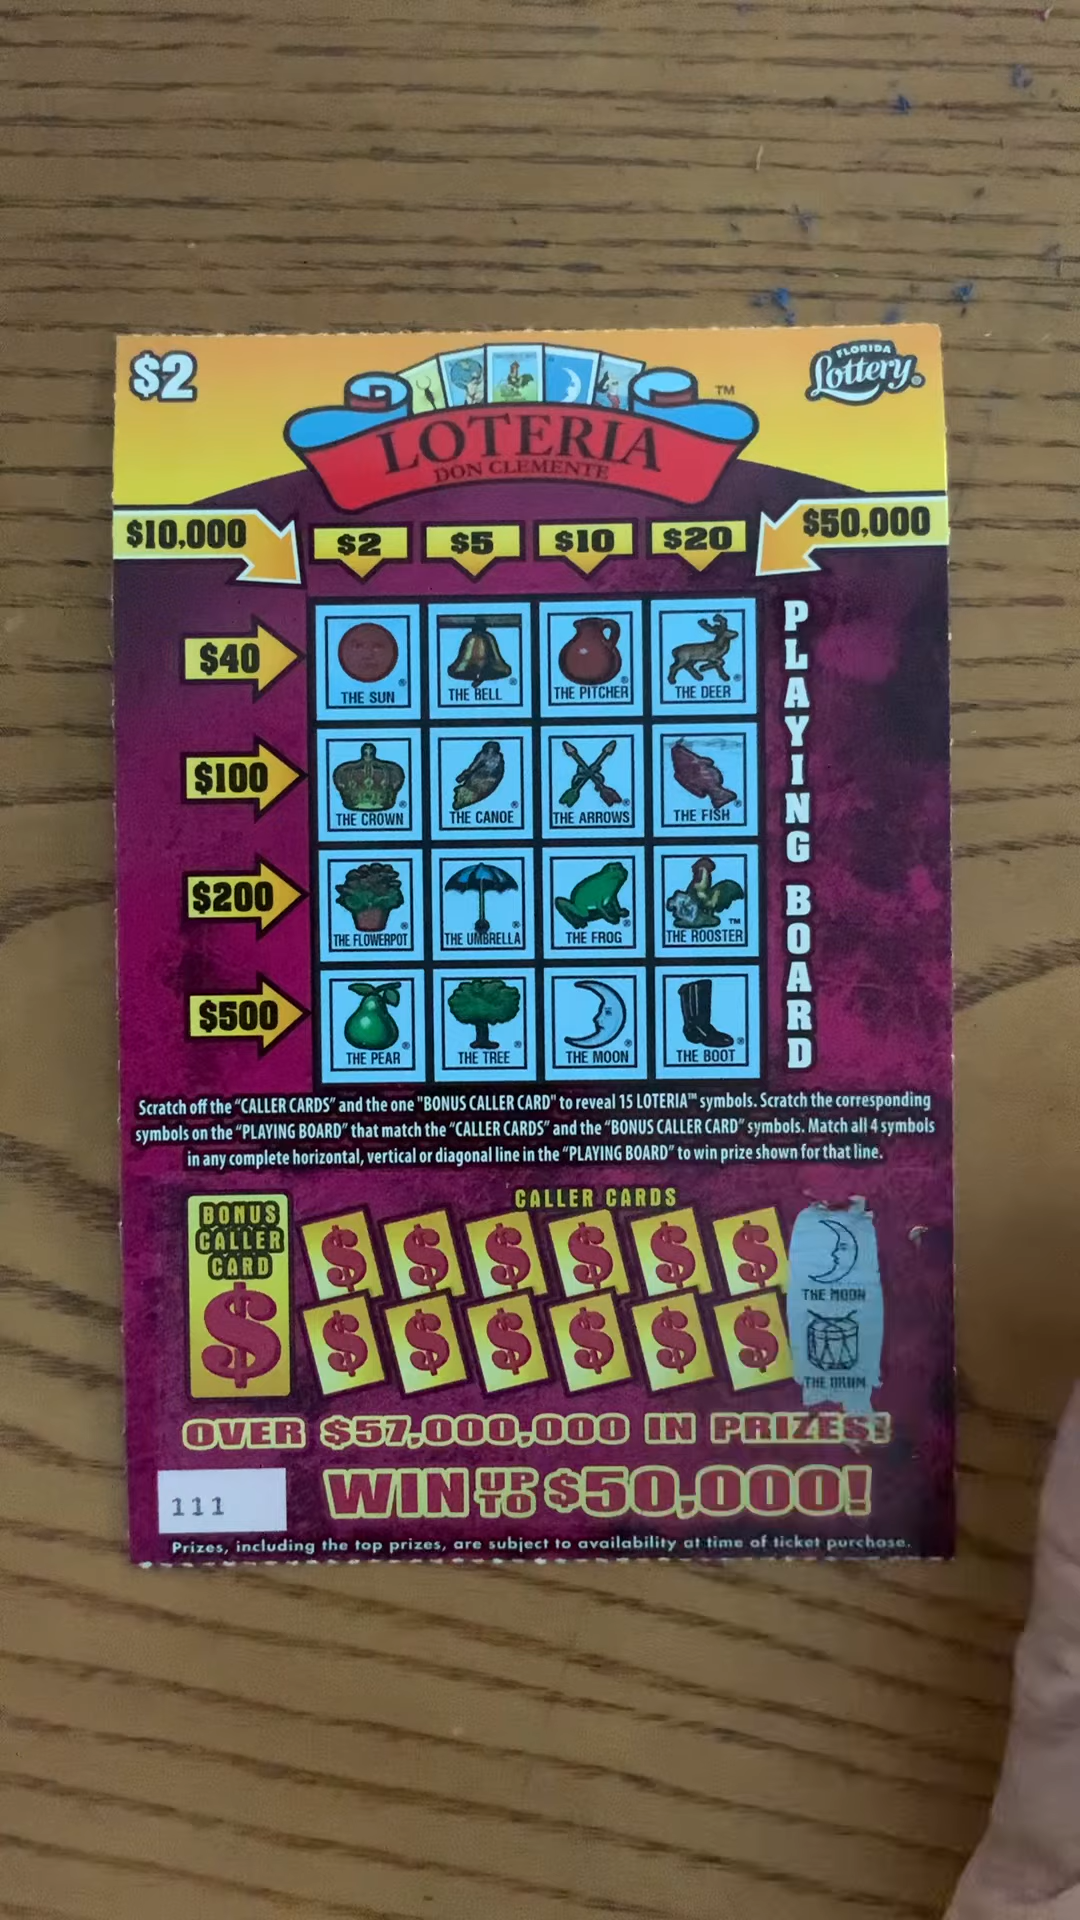 $2
FLORIDA
Lottery®
LOTERIA™
DON CLEMENTE
$10,000
$2 $5 $10 $20
$50,000
$40
THE SUN® THE BELL® THE PITCHER THE DEER®
$100
THE CROWN® THE CANOE® THE ARROWS® THE FISH®
$200
THE FLOWERPOT THE UMBRELLA® THE FROG® THE ROOSTER™
$500
THE PEAR® THE TREE® THE MOON® THE BOOT®
PLAYING BOARD
Scratch off the “CALLER CARDS” and the one "BONUS CALLER CARD" to reveal 15 LOTERIA™ symbols. Scratch the corresponding
symbols on the “PLAYING BOARD” that match the “CALLER CARDS” and the “BONUS CALLER CARD” symbols. Match all 4 symbols
in any complete horizontal, vertical or diagonal line in the “PLAYING BOARD” to win prize shown for that line.
BONUS
CALLER
CARD
$
CALLER CARDS
$ $ $ $ $ $
THE MOON
$ $ $ $ $ $
THE DRUM
OVER $57,000,000 IN PRIZES!
WIN UP TO $50,000!
111
Prizes, including the top prizes, are subject to availability at time of ticket purchase.